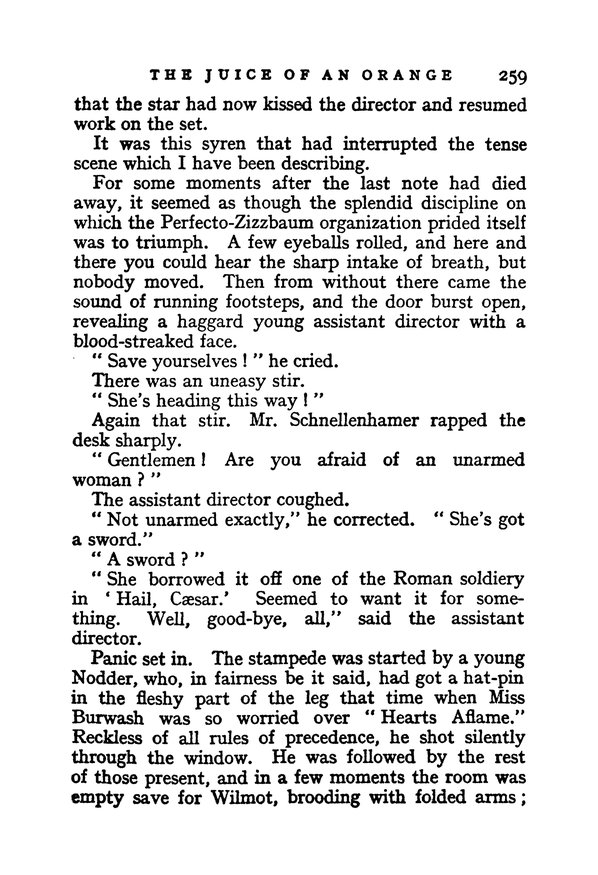 THE JUICE OF AN ORANGE 259
that the star had now kissed the director and resumed
work on the set.
It was this syren that had interrupted the tense
scene which I have been describing.
For some moments after the last note had died
away, it seemed as though the splendid discipline on
which the Perfecto-Zizzbaum organization prided itself
was to triumph. A few eyeballs rolled, and here and
there you could hear the sharp intake of breath, but
nobody moved. Then from without there came the
sound of running footsteps, and the door burst open,
revealing a haggard young assistant director with a
blood-streaked face.
" Save yourselves ! " he cried.
There was an uneasy stir.
" She's heading this way ! "
Again that stir. Mr. Schnellenhamer rapped the
desk sharply.
" Gentlemen ! Are you afraid of an unarmed
woman ? "
The assistant director coughed.
" Not unarmed exactly," he corrected. " She's got
a sword."
" A sword ? "
" She borrowed it off one of the Roman soldiery
in ' Hail, Cæsar.' Seemed to want it for some-
thing. Well, good-bye, all," said the assistant
director.
Panic set in. The stampede was started by a young
Nodder, who, in fairness be it said, had got a hat-pin
in the fleshy part of the leg that time when Miss
Burwash was so worried over " Hearts Aflame."
Reckless of all rules of precedence, he shot silently
through the window. He was followed by the rest
of those present, and in a few moments the room was
empty save for Wilmot, brooding with folded arms ;